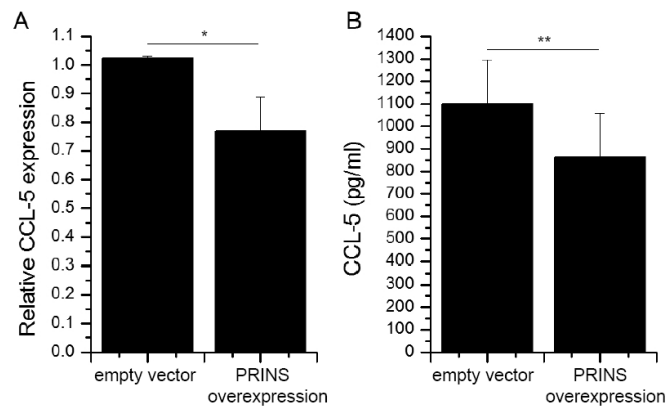 A
*
Relative CCL-5 expression
1.1
1.0
0.9
0.8
0.7
0.6
0.5
0.4
0.3
0.2
0.1
0.0
empty vector
PRINS
overexpression
B
**
CCL-5 (pg/ml)
1400
1300
1200
1100
1000
900
800
700
600
500
400
300
200
100
0
empty vector
PRINS
overexpression